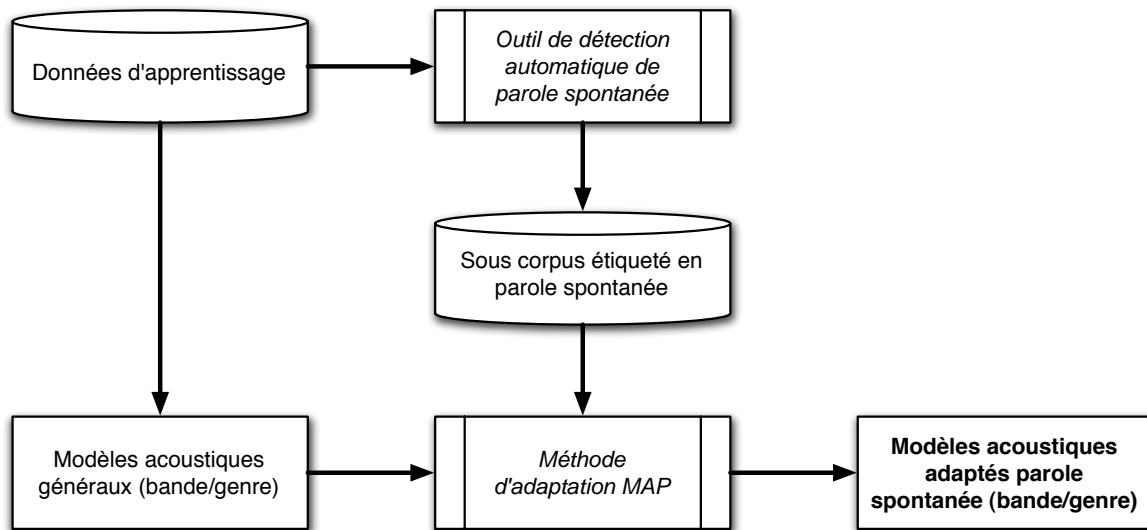 Données d'apprentissage
Outil de détection
automatique de
parole spontanée
Sous corpus étiqueté en
parole spontanée
Modèles acoustiques
généraux (bande/genre)
Méthode
d'adaptation MAP
Modèles acoustiques
adaptés parole
spontanée (bande/genre)